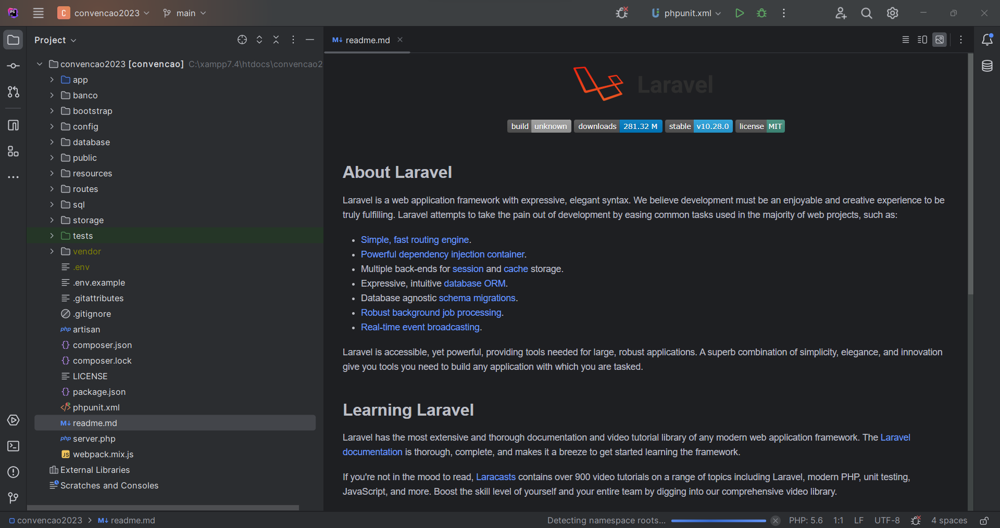 C convencao2023 main phpunit.xml
Project
readme.md
convencao2023 [convencao] C:\xampp7.4\htdocs\convencao2
app
banco
bootstrap
config
database
public
resources
routes
sql
storage
tests
vendor
.env
.env.example
.gitattributes
.gitignore
php artisan
{} composer.json
{} composer.lock
LICENSE
{} package.json
</> phpunit.xml
M↓ readme.md
php server.php
JS webpack.mix.js
External Libraries
Scratches and Consoles
Laravel
build unknown downloads 281.32 M stable v10.28.0 license MIT
About Laravel
Laravel is a web application framework with expressive, elegant syntax. We believe development must be an enjoyable and creative experience to be
truly fulfilling. Laravel attempts to take the pain out of development by easing common tasks used in the majority of web projects, such as:
• Simple, fast routing engine.
• Powerful dependency injection container.
• Multiple back-ends for session and cache storage.
• Expressive, intuitive database ORM.
• Database agnostic schema migrations.
• Robust background job processing.
• Real-time event broadcasting.
Laravel is accessible, yet powerful, providing tools needed for large, robust applications. A superb combination of simplicity, elegance, and innovation
give you tools you need to build any application with which you are tasked.
Learning Laravel
Laravel has the most extensive and thorough documentation and video tutorial library of any modern web application framework. The Laravel
documentation is thorough, complete, and makes it a breeze to get started learning the framework.
If you're not in the mood to read, Laracasts contains over 900 video tutorials on a range of topics including Laravel, modern PHP, unit testing,
JavaScript, and more. Boost the skill level of yourself and your entire team by digging into our comprehensive video library.
convencao2023 > M↓ readme.md Detecting namespace roots... PHP: 5.6 1:1 LF UTF-8 4 spaces